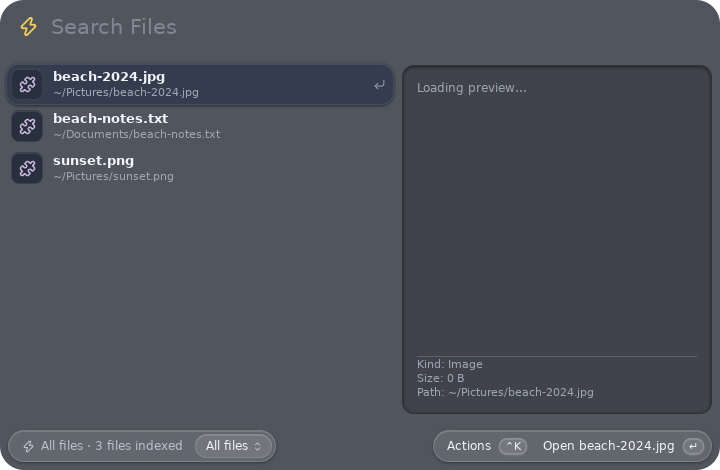 Search Files
beach-2024.jpg
~/Pictures/beach-2024.jpg
beach-notes.txt
~/Documents/beach-notes.txt
sunset.png
~/Pictures/sunset.png
Loading preview...
Kind: Image
Size: 0 B
Path: ~/Pictures/beach-2024.jpg
All files · 3 files indexed All files
Actions ^K Open beach-2024.jpg ↵